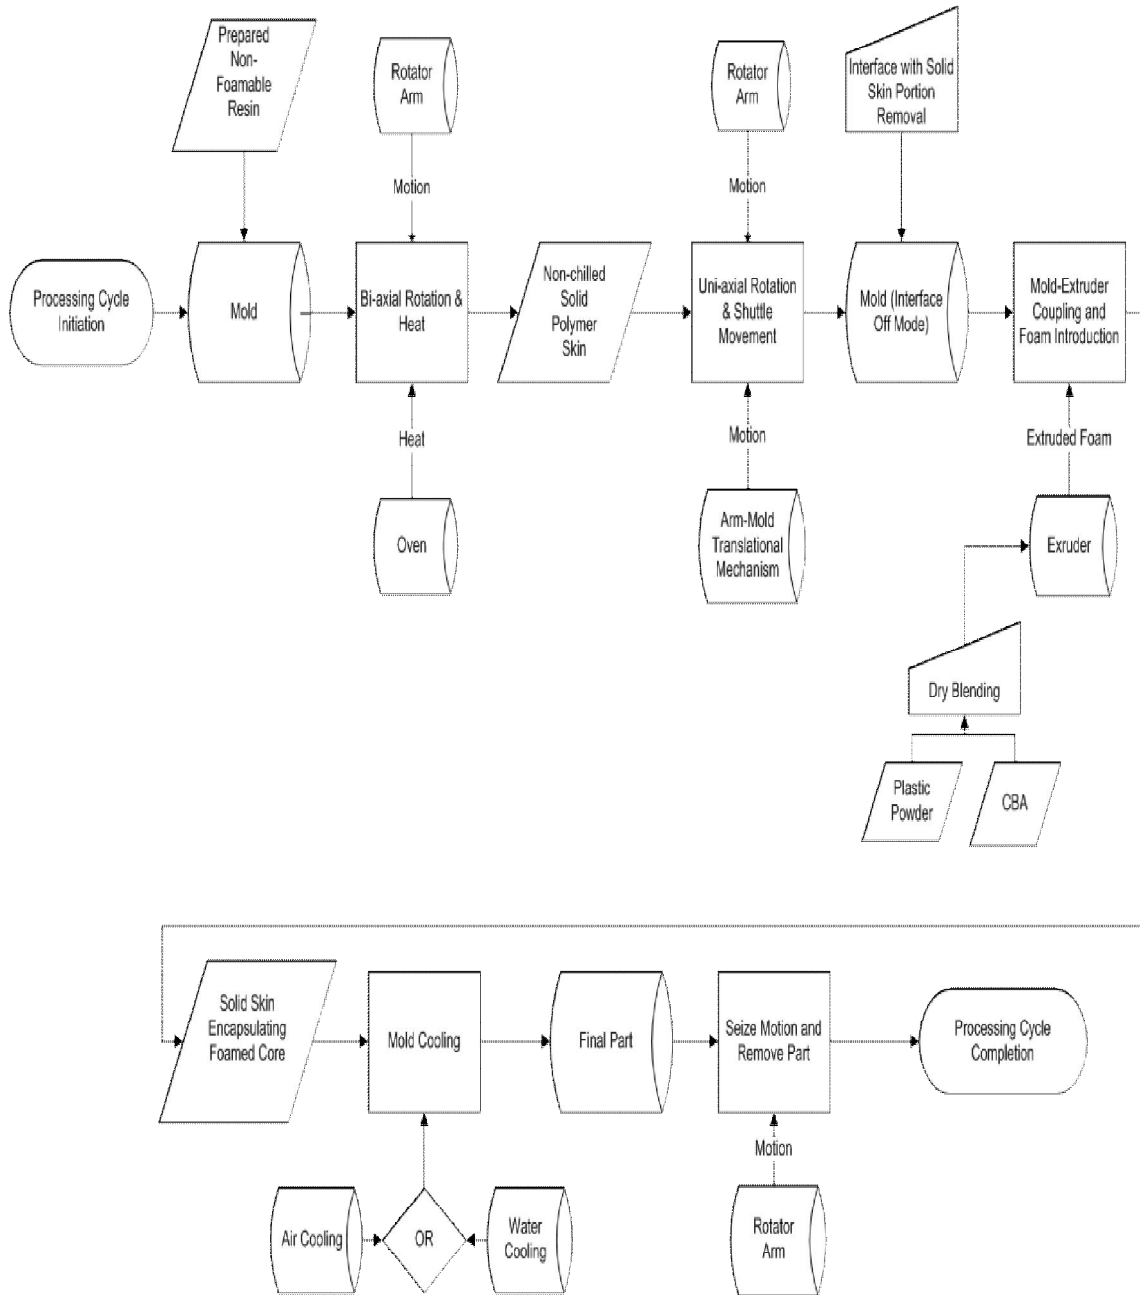 Prepared
Non-
Foamable
Resin
Rotator
Arm
Rotator
Arm
Interface with Solid
Skin Portion
Removal
Motion
Motion
Processing Cycle
Initiation
Mold
Bi-axial Rotation &
Heat
Non-chilled
Solid
Polymer
Skin
Uni-axial Rotation
& Shuttle
Movement
Mold (Interface
Off Mode)
Mold-Extruder
Coupling and
Foam Introduction
Heat
Motion
Extruded Foam
Oven
Arm-Mold
Translational
Mechanism
Exruder
Dry Blending
Plastic
Powder
CBA
Solid Skin
Encapsulating
Foamed Core
Mold Cooling
Final Part
Seize Motion and
Remove Part
Processing Cycle
Completion
Motion
Air Cooling
OR
Water
Cooling
Rotator
Arm